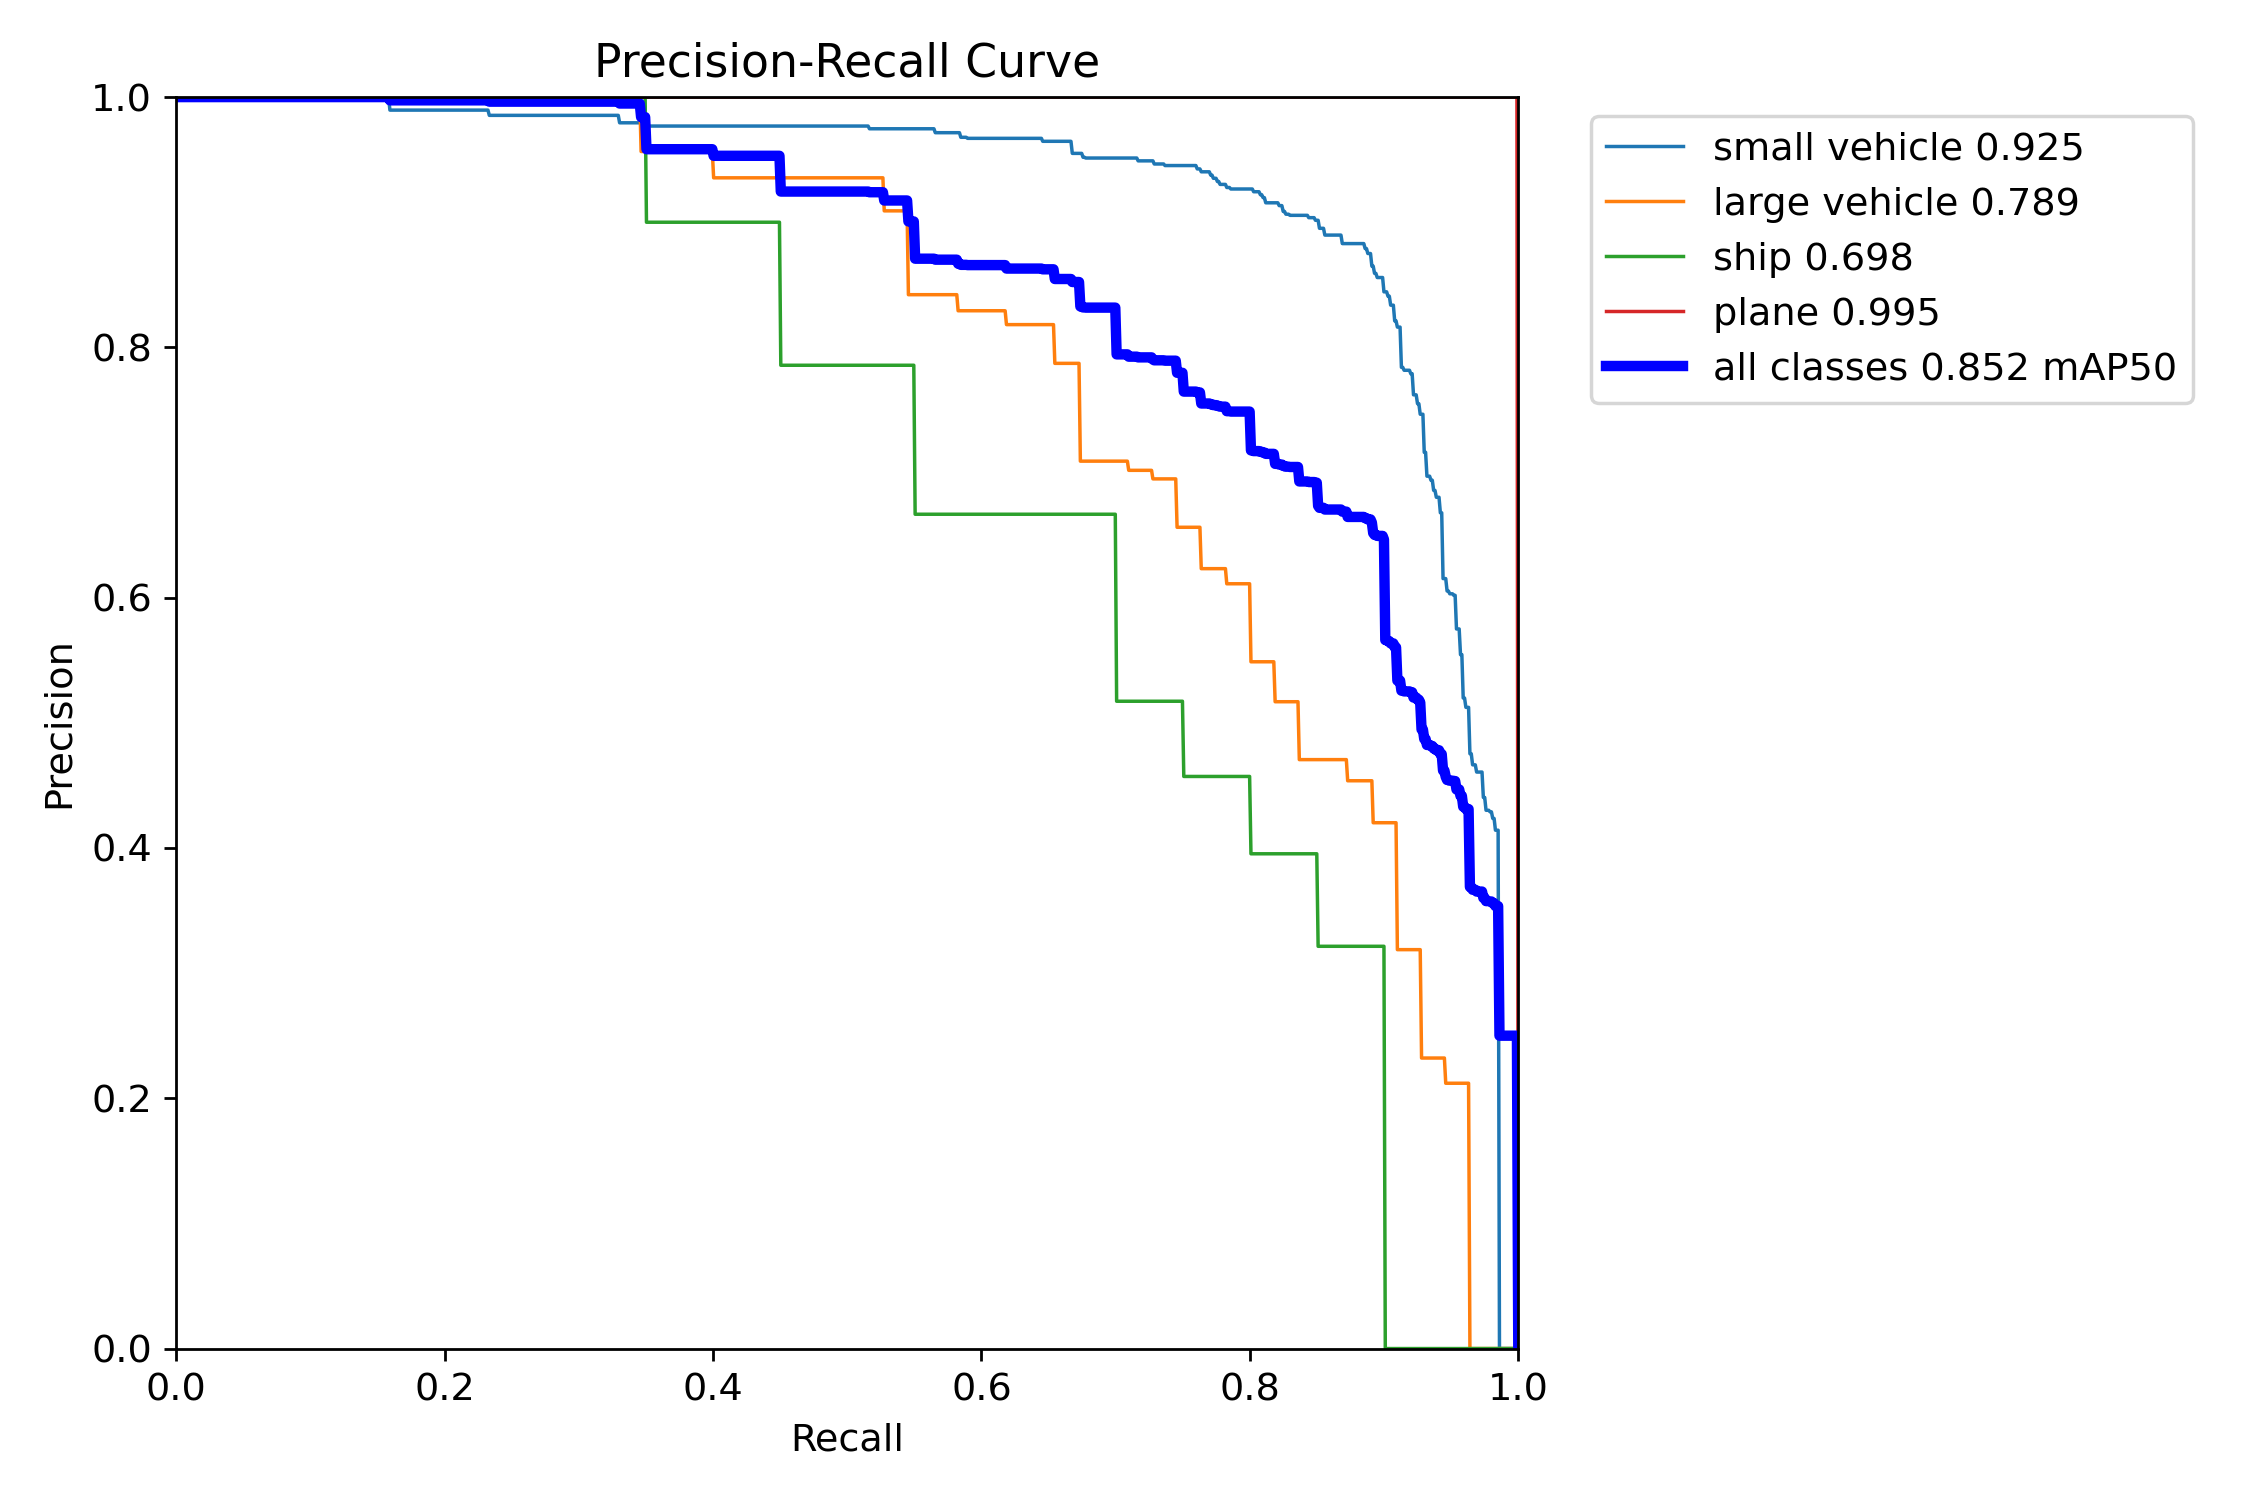 Precision-Recall Curve
1.0
0.8
0.6
0.4
0.2
0.0
Precision
0.0 0.2 0.4 0.6 0.8 1.0
Recall
small vehicle 0.925
large vehicle 0.789
ship 0.698
plane 0.995
all classes 0.852 mAP50